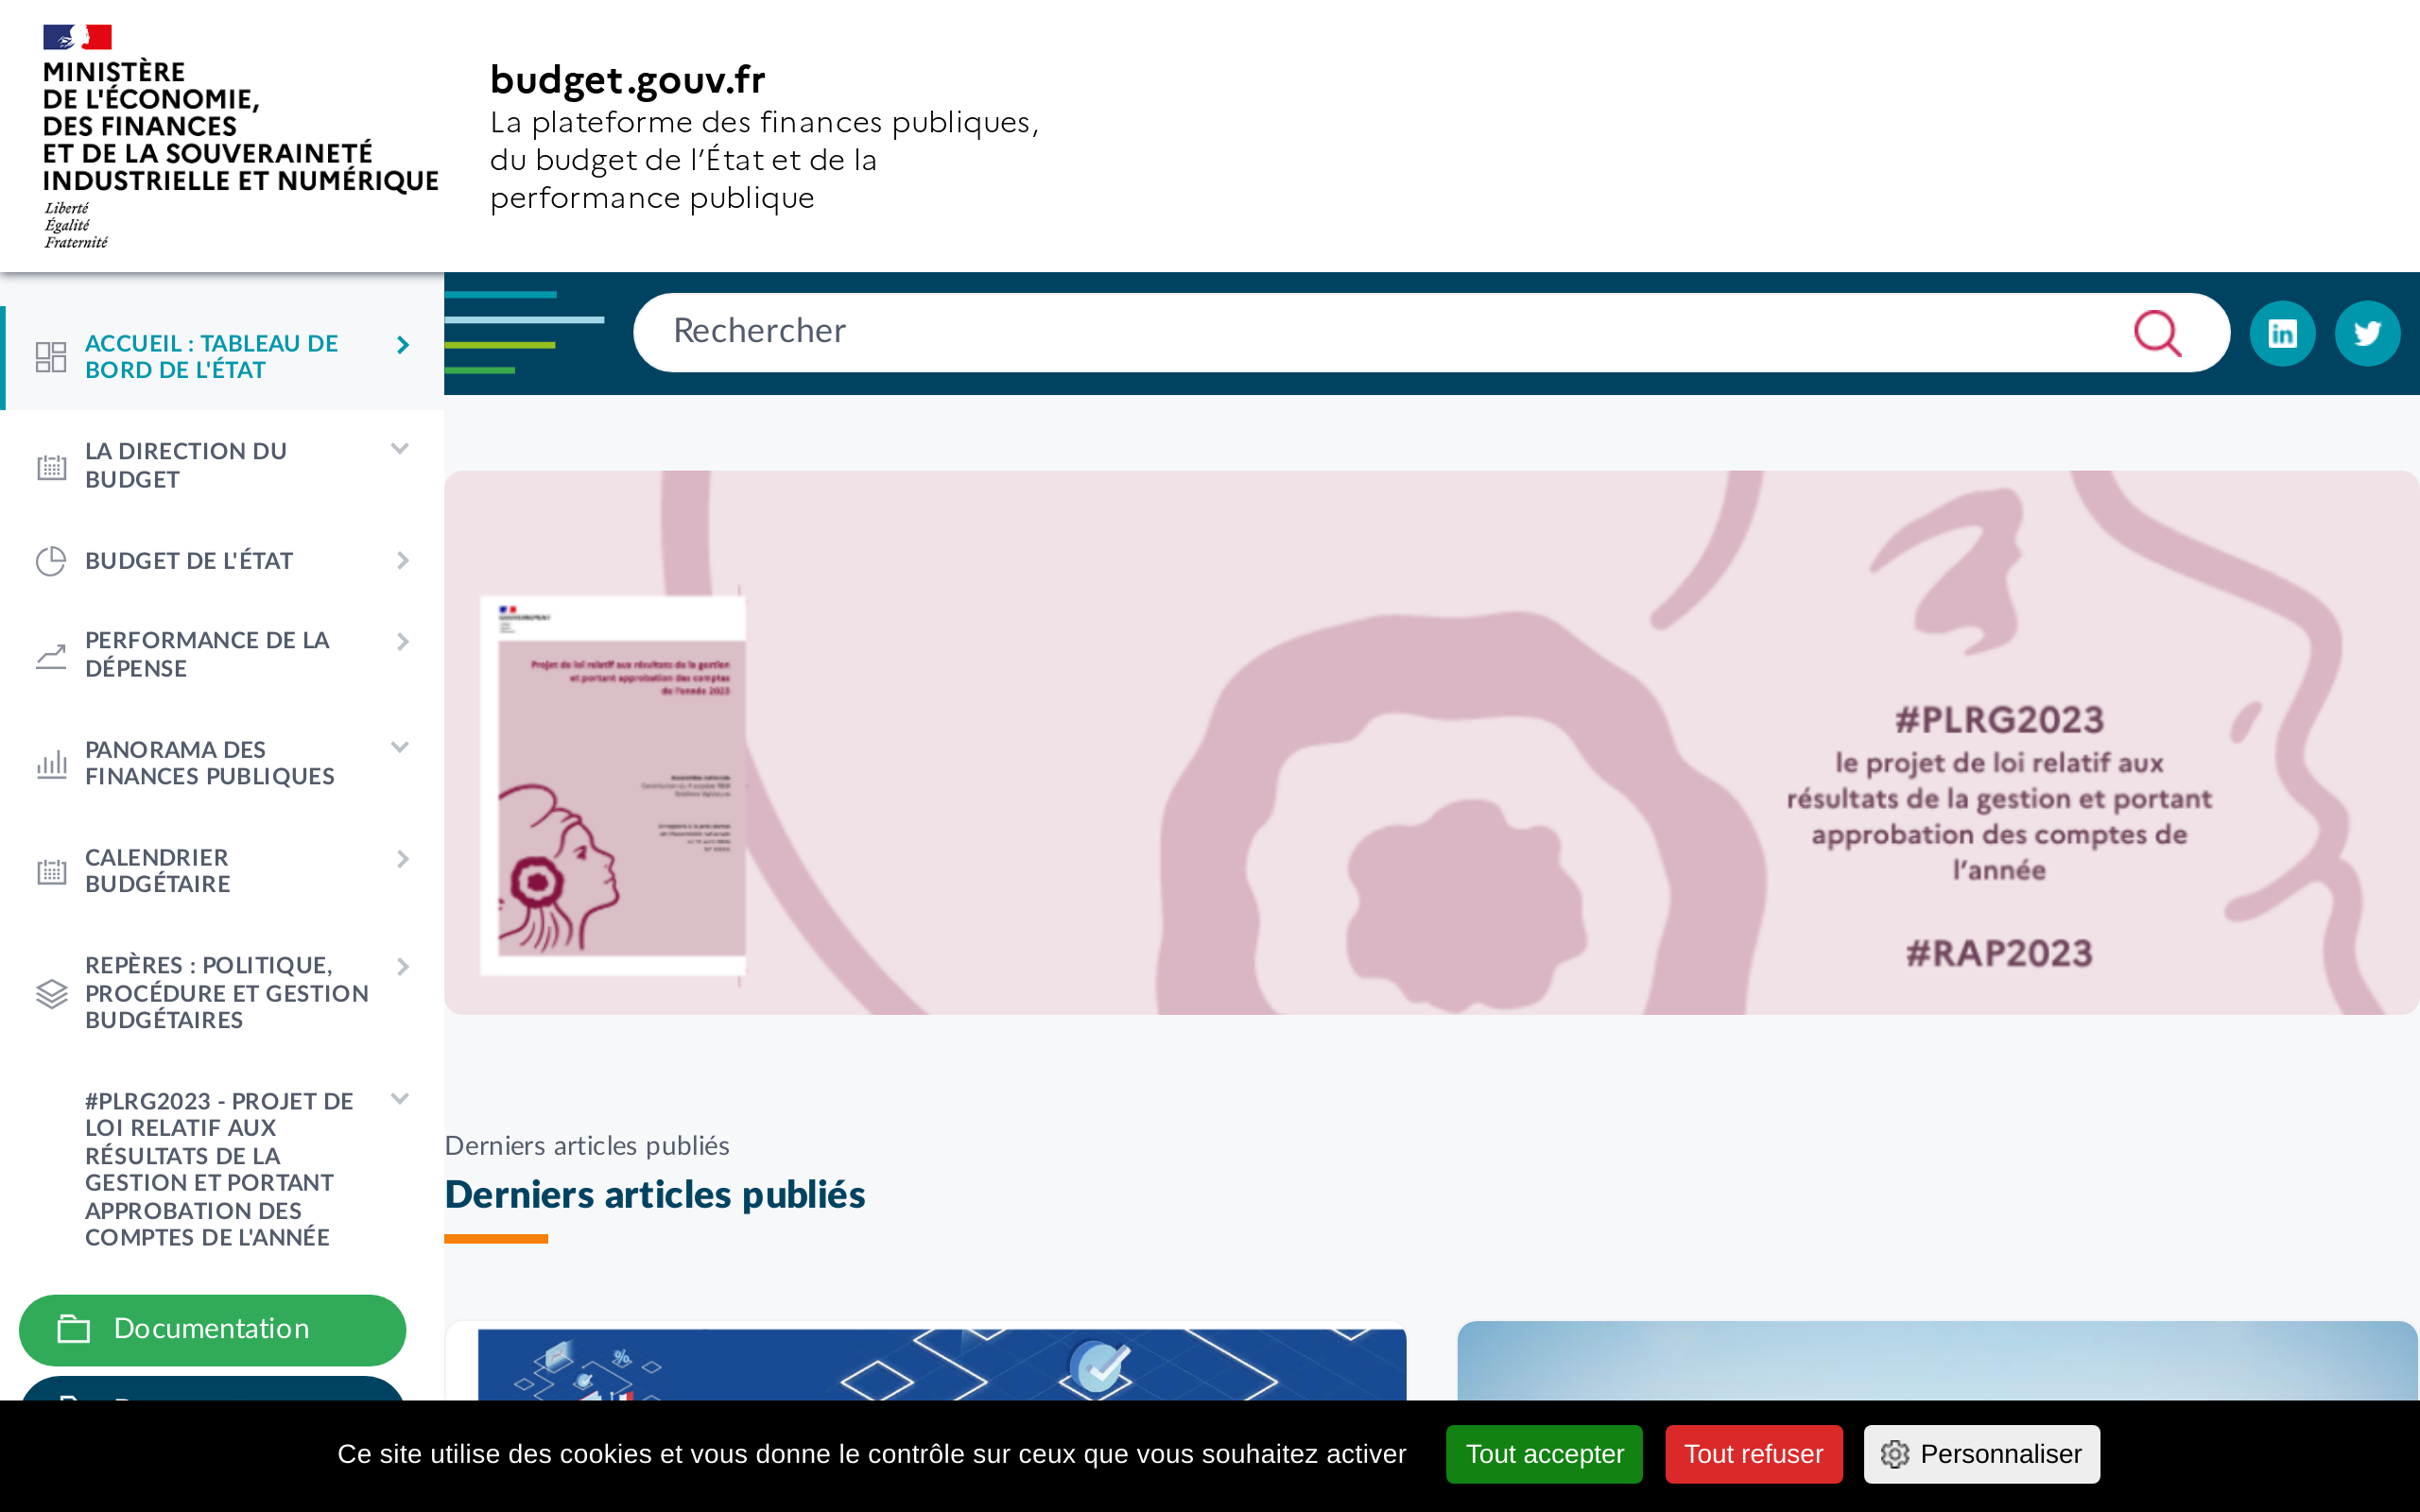 MINISTÈRE
DE L'ÉCONOMIE,
DES FINANCES
ET DE LA SOUVERAINETÉ
INDUSTRIELLE ET NUMÉRIQUE
Liberté
Égalité
Fraternité
budget.gouv.fr
La plateforme des finances publiques,
du budget de l’État et de la
performance publique
Rechercher
ACCUEIL : TABLEAU DE
BORD DE L'ÉTAT
LA DIRECTION DU
BUDGET
BUDGET DE L'ÉTAT
PERFORMANCE DE LA
DÉPENSE
PANORAMA DES
FINANCES PUBLIQUES
CALENDRIER
BUDGÉTAIRE
REPÈRES : POLITIQUE,
PROCÉDURE ET GESTION
BUDGÉTAIRES
#PLRG2023 - PROJET DE
LOI RELATIF AUX
RÉSULTATS DE LA
GESTION ET PORTANT
APPROBATION DES
COMPTES DE L'ANNÉE
Documentation
Projet de loi relatif aux résultats de la gestion
et portant approbation des comptes
de l'année 2023
Assemblée nationale
#PLRG2023
le projet de loi relatif aux
résultats de la gestion et portant
approbation des comptes de
l’année
#RAP2023
Derniers articles publiés
Derniers articles publiés
Ce site utilise des cookies et vous donne le contrôle sur ceux que vous souhaitez activer
Tout accepter
Tout refuser
Personnaliser